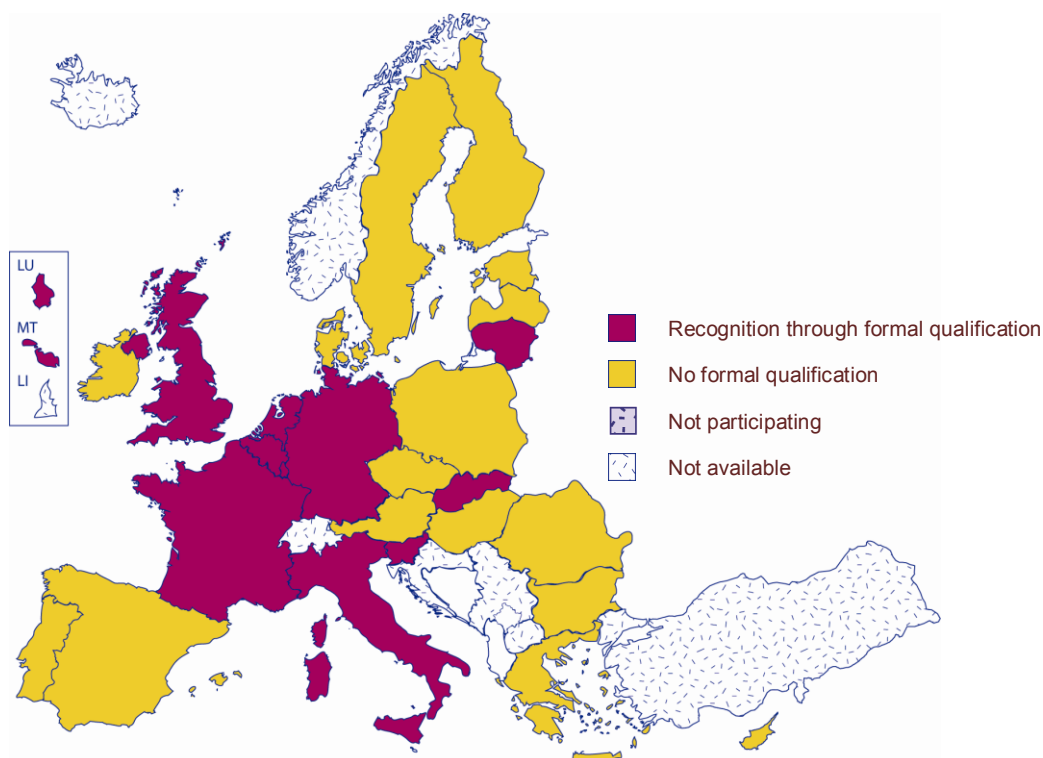 LU
MT
LI
Recognition through formal qualification
No formal qualification
Not participating
Not available